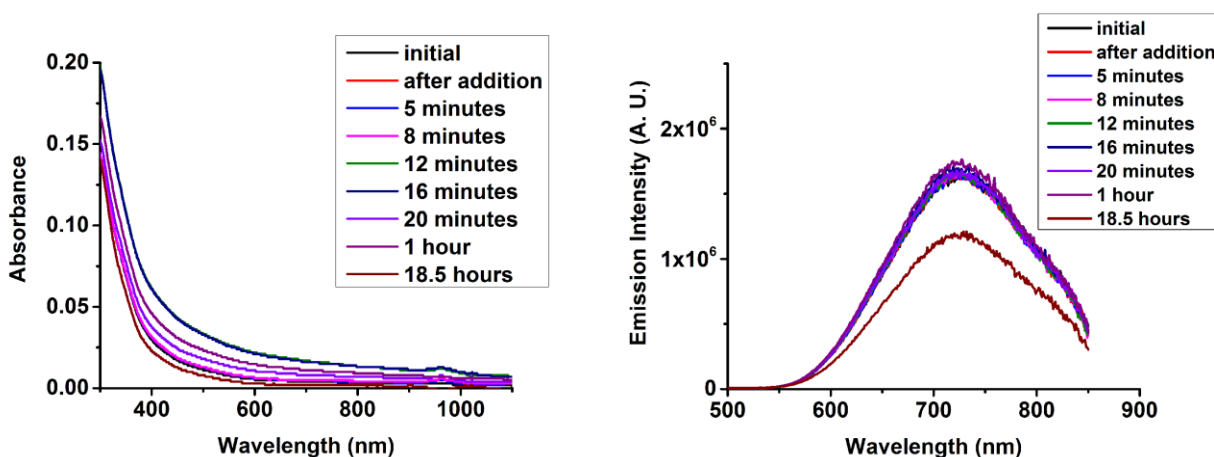 initial
after addition
5 minutes
8 minutes
12 minutes
16 minutes
20 minutes
1 hour
18.5 hours
0.20
0.15
0.10
0.05
0.00
Absorbance
400 600 800 1000
Wavelength (nm)
initial
after addition
5 minutes
8 minutes
12 minutes
16 minutes
20 minutes
1 hour
18.5 hours
2x10⁶
1x10⁶
0
Emission Intensity (A. U.)
500 600 700 800 900
Wavelength (nm)